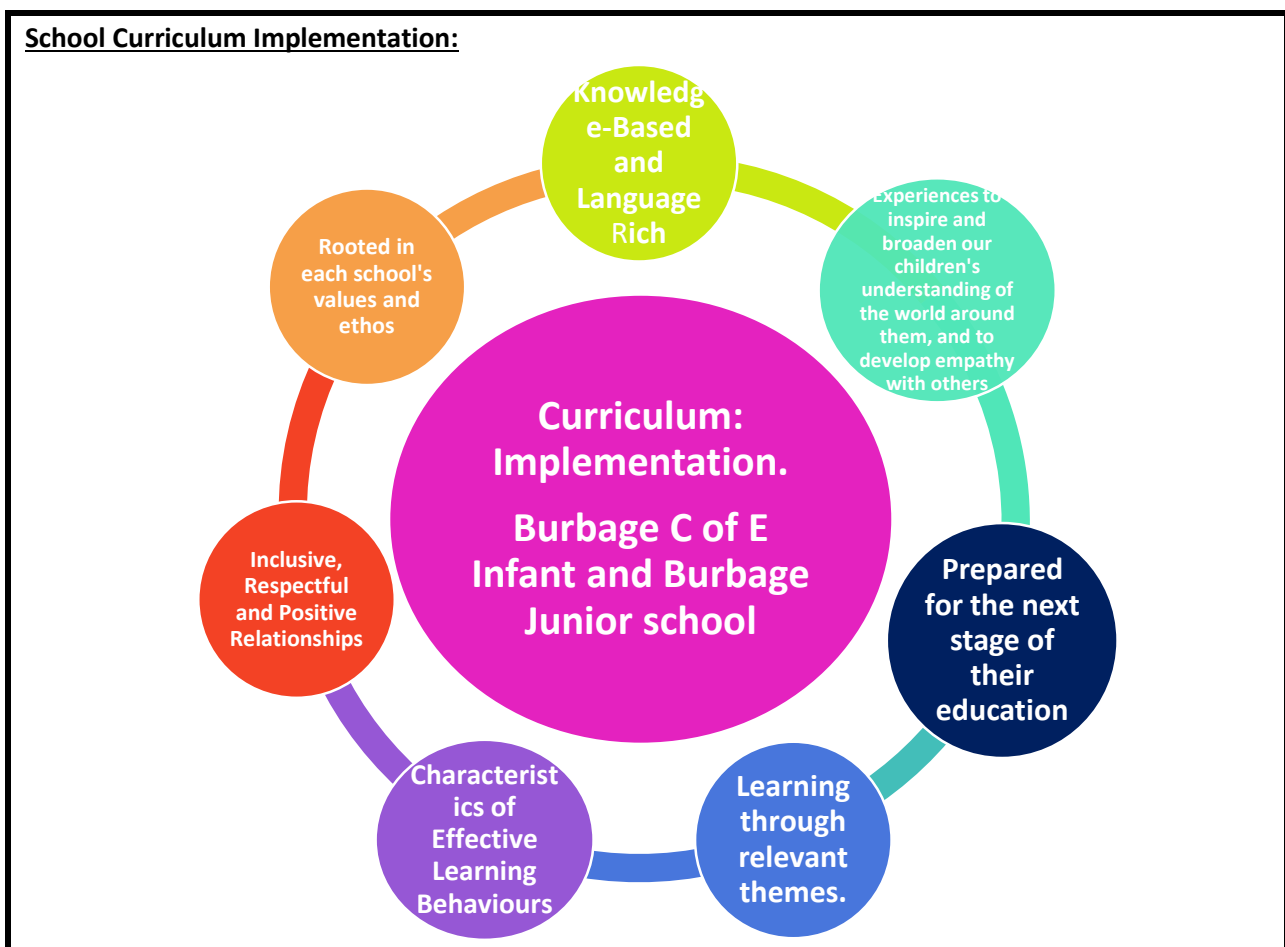 School Curriculum Implementation:
Knowledg
e-Based
and
Language
Rich
Experiences to
inspire and
broaden our
children's
understanding of
the world around
them, and to
develop empathy
with others
Prepared
for the next
stage of
their
education
Learning
through
relevant
themes.
Characterist
ics of
Effective
Learning
Behaviours
Inclusive,
Respectful
and Positive
Relationships
Rooted in
each school's
values and
ethos
Curriculum:
Implementation.
Burbage C of E
Infant and Burbage
Junior school